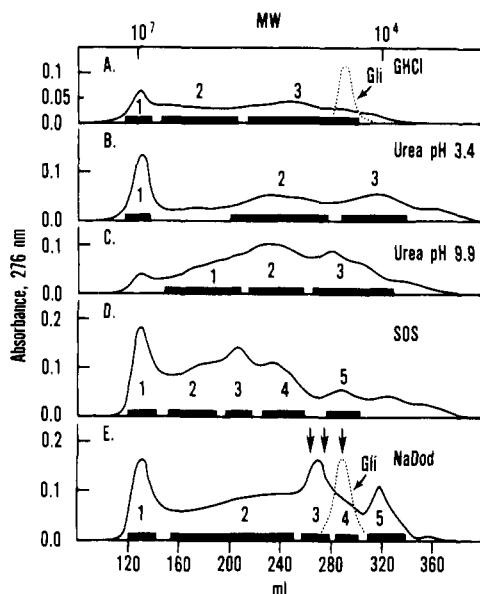 MW
10⁷ 10⁴
A. GHCl
0.1
0.05
0.0
1 2 3 Gli
B. Urea pH 3.4
0.1
0.0
1 2 3
C. Urea pH 9.9
0.1
0.0
1 2 3
D. SDS
0.2
0.1
0.0
1 2 3 4 5
E. NaDod
0.2
0.1
0.0
1 2 3 4 5 Gli
120 160 200 240 280 320 360
ml
Absorbance, 276 nm